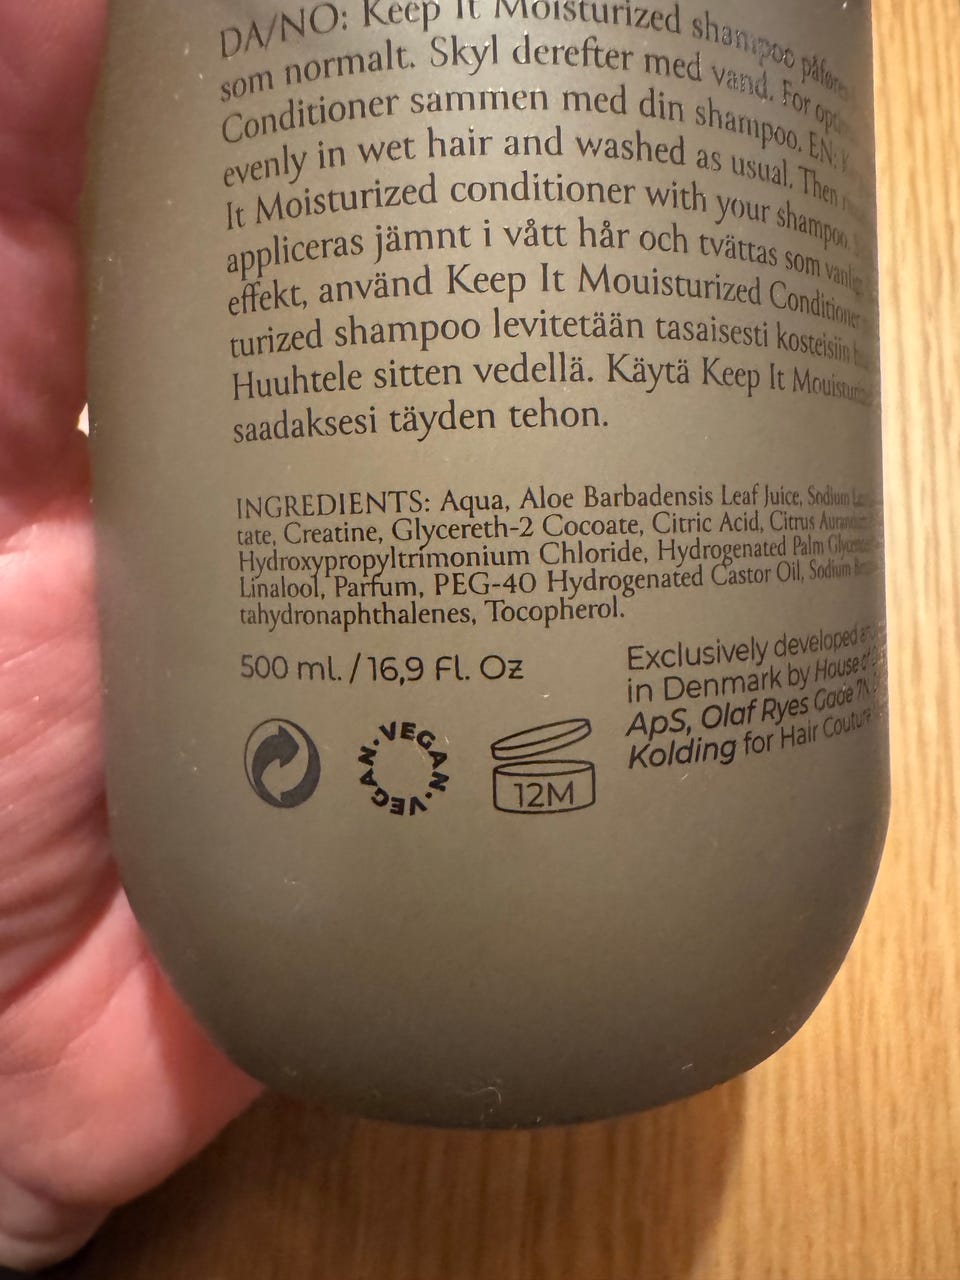 DA/NO: Keep It Moisturized shampoo
som normalt. Skyl derefter med vand. For
Conditioner sammen med din shampoo. EN:
evenly in wet hair and washed as usual. Then
It Moisturized conditioner with your shampoo.
appliceras jämnt i vått hår och tvättas som
effekt, använd Keep It Mouisturized Conditioner
turized shampoo levitetään tasaisesti kosteisiin
Huuhtele sitten vedellä. Käytä Keep It
saadaksesi täyden tehon.
INGREDIENTS: Aqua, Aloe Barbadensis Leaf Juice, Sodium
tate, Creatine, Glycereth-2 Cocoate, Citric Acid, Citrus
Hydroxypropyltrimonium Chloride, Hydrogenated Palm
Linalool, Parfum, PEG-40 Hydrogenated Castor Oil, Sodium
tahydronaphthalenes, Tocopherol.
500 ml. / 16,9 Fl. Oz
VEGAN.VEGAN.
12M
Exclusively developed
in Denmark by House of
ApS, Olaf Ryes Gade 7N
Kolding for Hair Couture